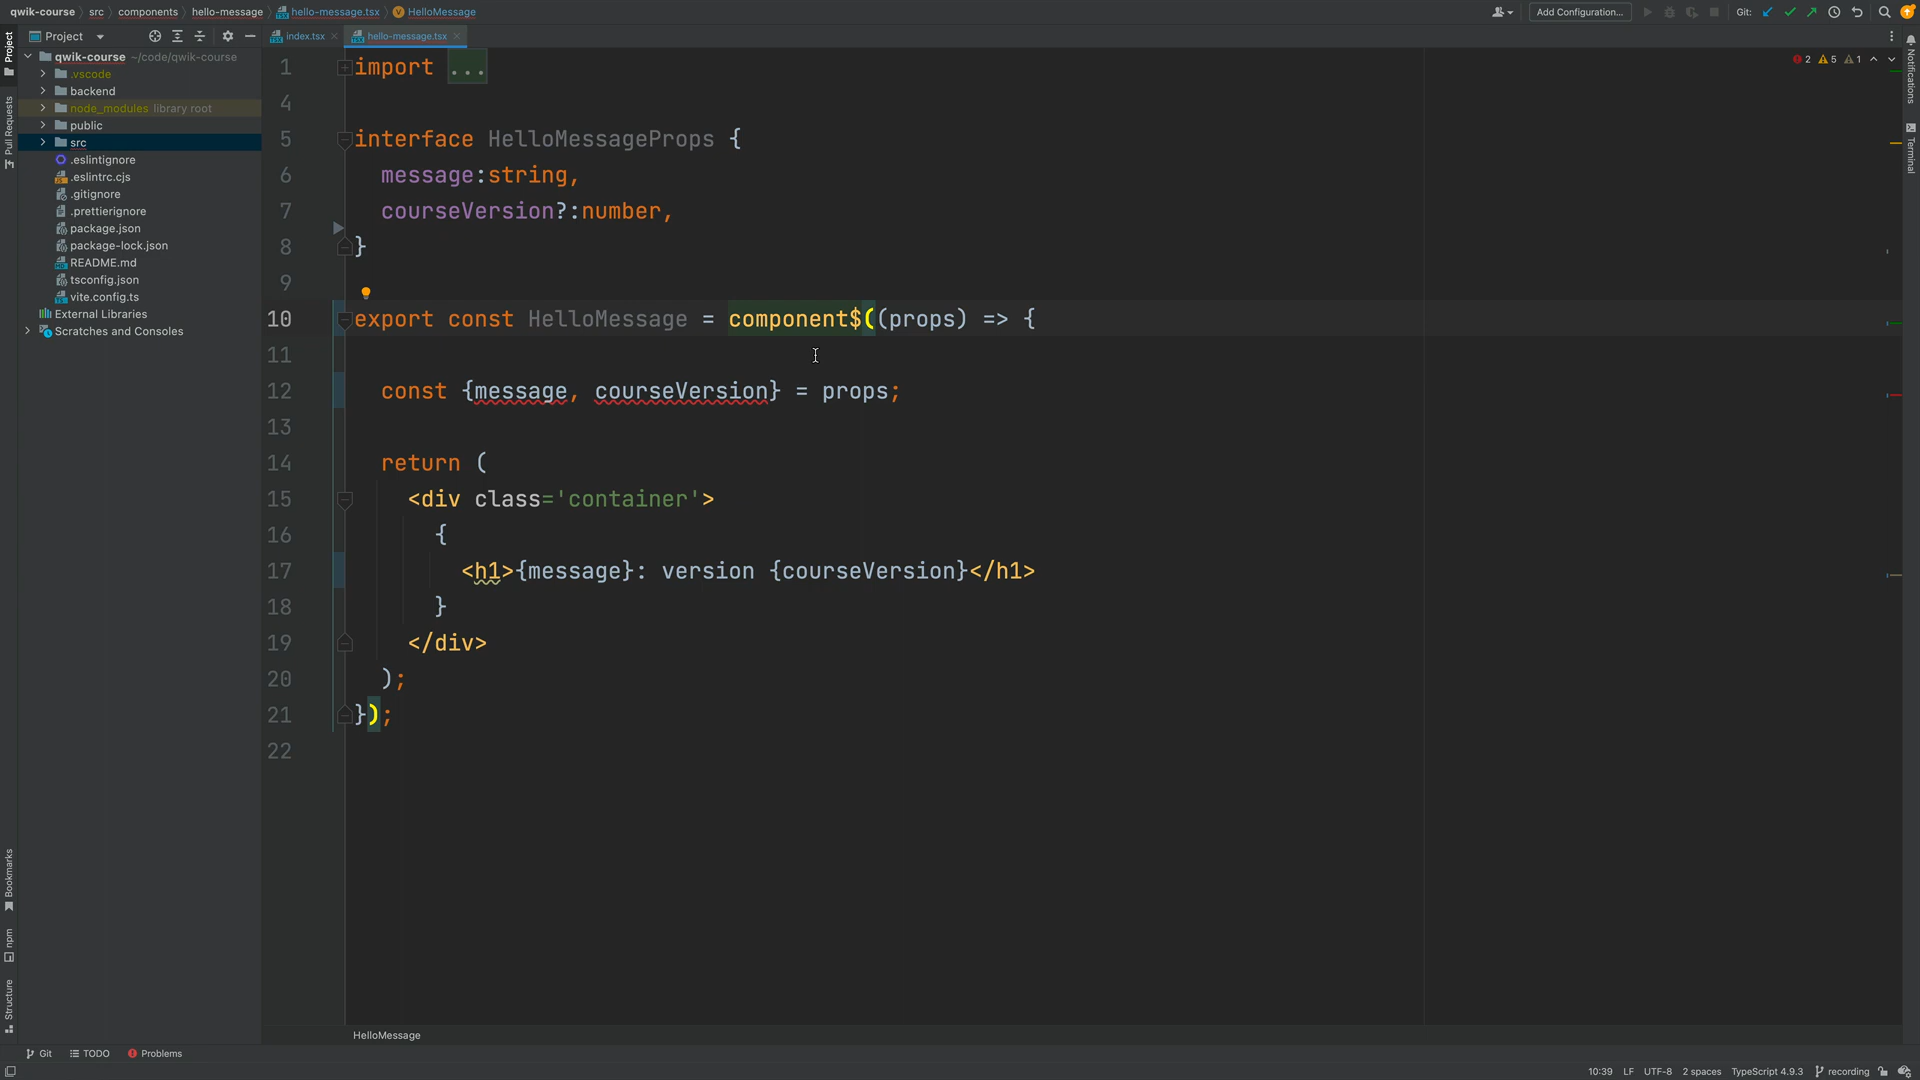 qwik-course src components hello-message hello-message.tsx HelloMessage
Add Configuration... Git:
Project
index.tsx hello-message.tsx
qwik-course ~/code/qwik-course
.vscode
backend
node_modules library root
public
src
.eslintignore
.eslintrc.cjs
.gitignore
.prettierignore
package.json
package-lock.json
README.md
tsconfig.json
vite.config.ts
External Libraries
Scratches and Consoles
2 5 1
1 import ...
4
5 interface HelloMessageProps {
6 message:string,
7 courseVersion?:number,
8 }
9
10 export const HelloMessage = component$((props) => {
11
12 const {message, courseVersion} = props;
13
14 return (
15 <div class='container'>
16 {
17 <h1>{message}: version {courseVersion}</h1>
18 }
19 </div>
20 );
21 });
22
HelloMessage
Project
Pull Requests
Bookmarks
npm
Structure
Notifications
Terminal
Git TODO Problems
10:39 LF UTF-8 2 spaces TypeScript 4.9.3 recording